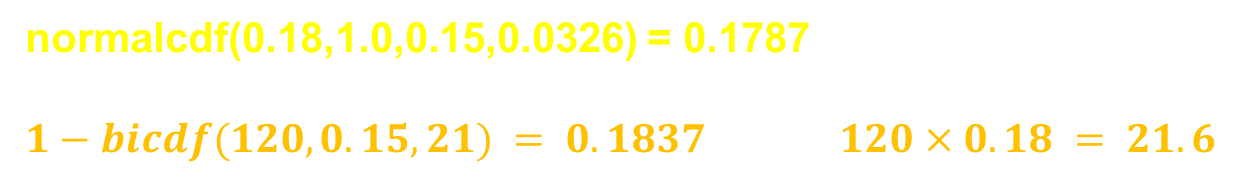 normalcdf(0.18,1.0,0.15,0.0326) = 0.1787
1 − bicdf(120, 0. 15, 21) = 0. 1837 120 × 0. 18 = 21. 6